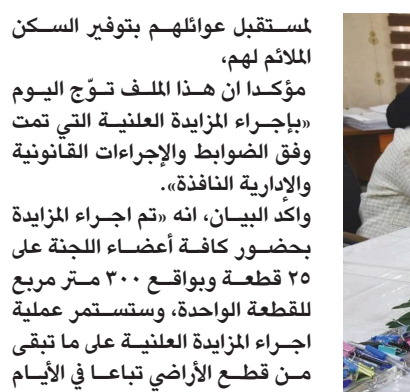 لمستقبل عوائلهم بتوفير السكن
الملائم لهم،
مؤكدا ان هذا الملف توّج اليوم
«بإجراء المزايدة العلنية التي تمت
وفق الضوابط والإجراءات القانونية
والإدارية النافذة».
واكد البيان، انه «تم اجراء المزايدة
بحضور كافة أعضاء اللجنة على
٢٥ قطعة وبواقع ٣٠٠ متر مربع
للقطعة الواحدة، وستستمر عملية
اجراء المزايدة العلنية على ما تبقى
من قطع الأراضي تباعا في الأيام